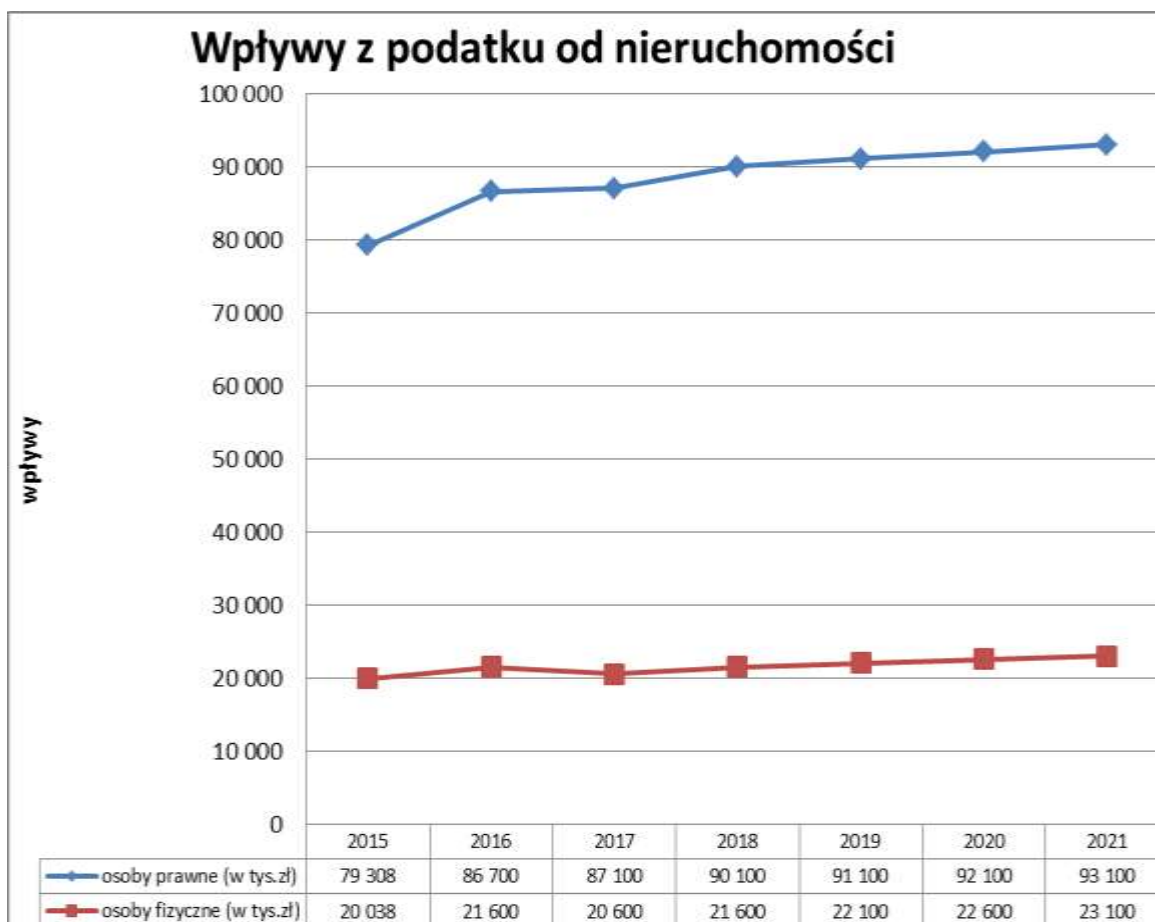 Wpływy z podatku od nieruchomości
100 000
90 000
80 000
70 000
60 000
50 000
40 000
30 000
20 000
10 000
0
wpływy
2015 2016 2017 2018 2019 2020 2021
osoby prawne (w tys.zł) 79 308 86 700 87 100 90 100 91 100 92 100 93 100
osoby fizyczne (w tys.zł) 20 038 21 600 20 600 21 600 22 100 22 600 23 100